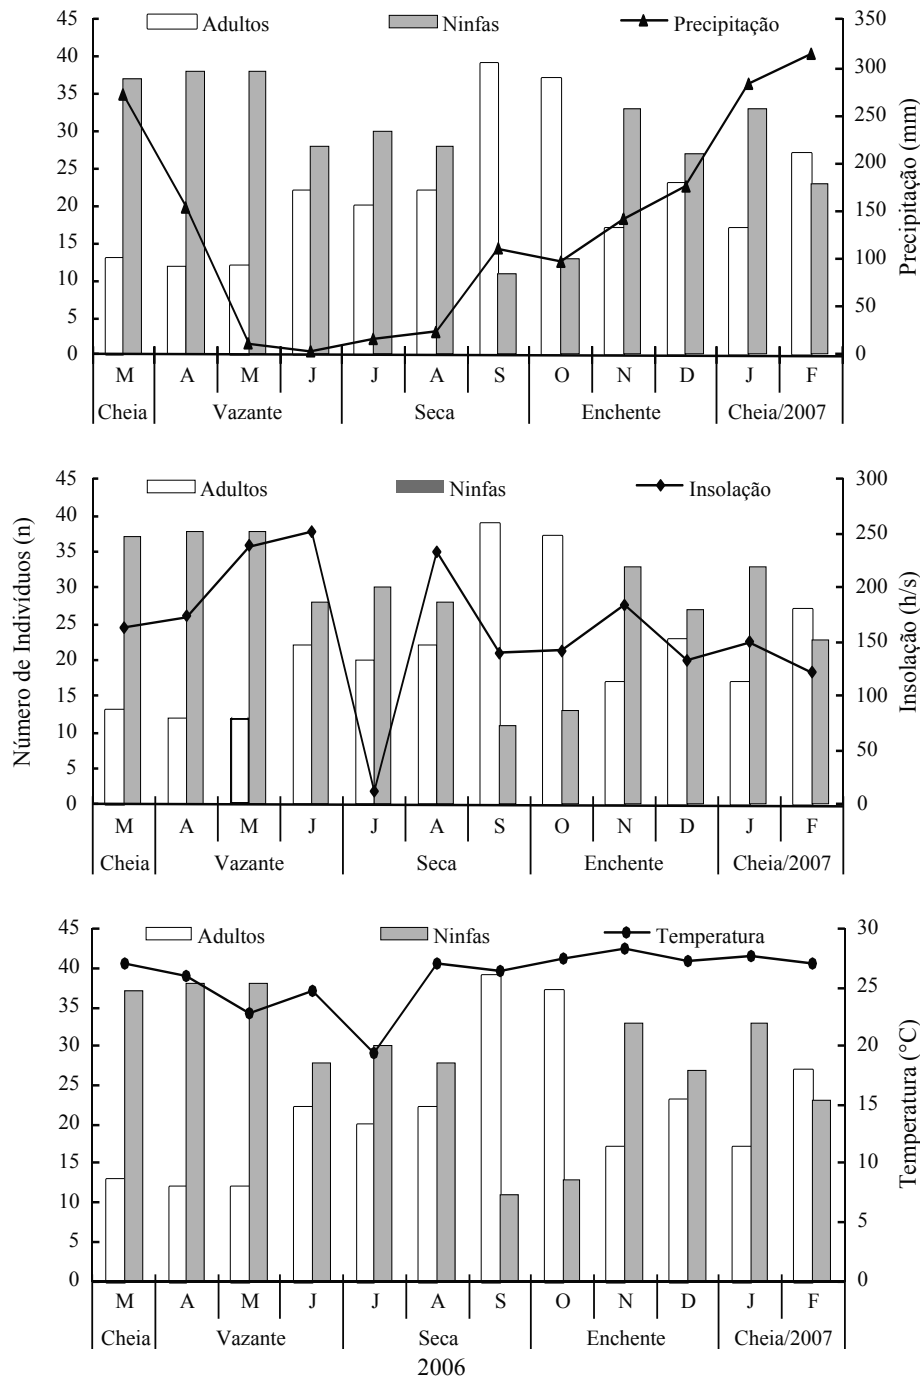 Adultos Ninfas Precipitação
45 350
40 300
35 250
30 200
25 150
20 100
15 50
10 0
5
0
Precipitação (mm)
M A M J J A S O N D J F
Cheia Vazante Seca Enchente Cheia/2007
Adultos Ninfas Insolação
45 300
40 250
35 200
30 150
25 100
20 50
15 0
10
5
0
Número de Indivíduos (n)
Insolação (h/s)
M A M J J A S O N D J F
Cheia Vazante Seca Enchente Cheia/2007
Adultos Ninfas Temperatura
45 30
40 25
35 20
30 15
25 10
20 5
15 0
10
5
0
Temperatura (°C)
M A M J J A S O N D J F
Cheia Vazante Seca Enchente Cheia/2007
2006